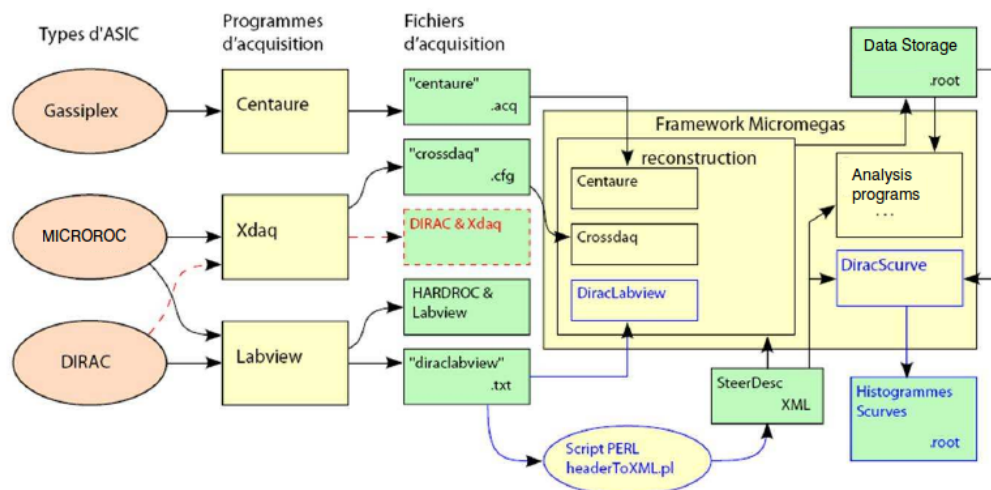 Types d'ASIC
Programmes
d'acquisition
Fichiers
d'acquisition
Gassiplex
MICROROC
DIRAC
Centaure
Xdaq
Labview
"centaure"
.acq
"crossdaq"
.cfg
DIRAC & Xdaq
HARDROC &
Labview
"diraclabview"
.txt
Script PERL
headerToXML.pl
Framework Micromegas
reconstruction
Centaure
Crossdaq
DiracLabview
SteerDesc
XML
Data Storage
.root
Analysis
programs
...
DiracScurve
Histogrammes
Scurves
.root